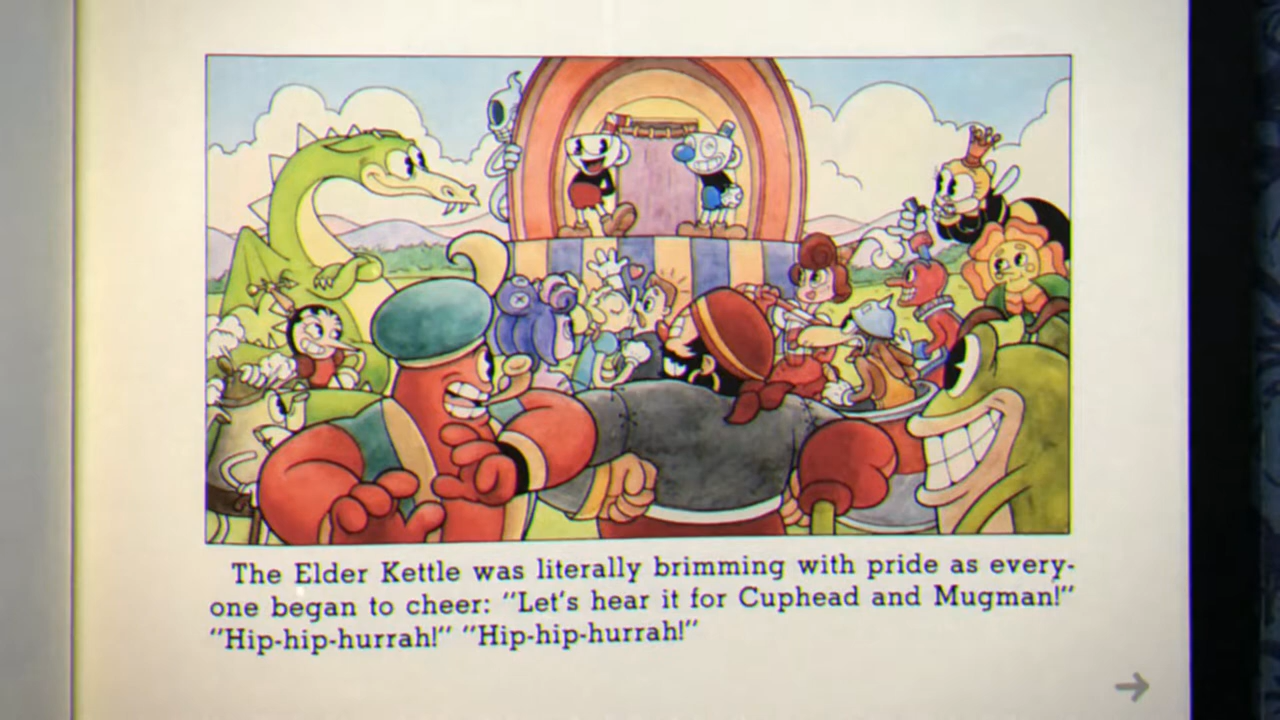 The Elder Kettle was literally brimming with pride as every-
one began to cheer: “Let’s hear it for Cuphead and Mugman!”
“Hip-hip-hurrah!” “Hip-hip-hurrah!”